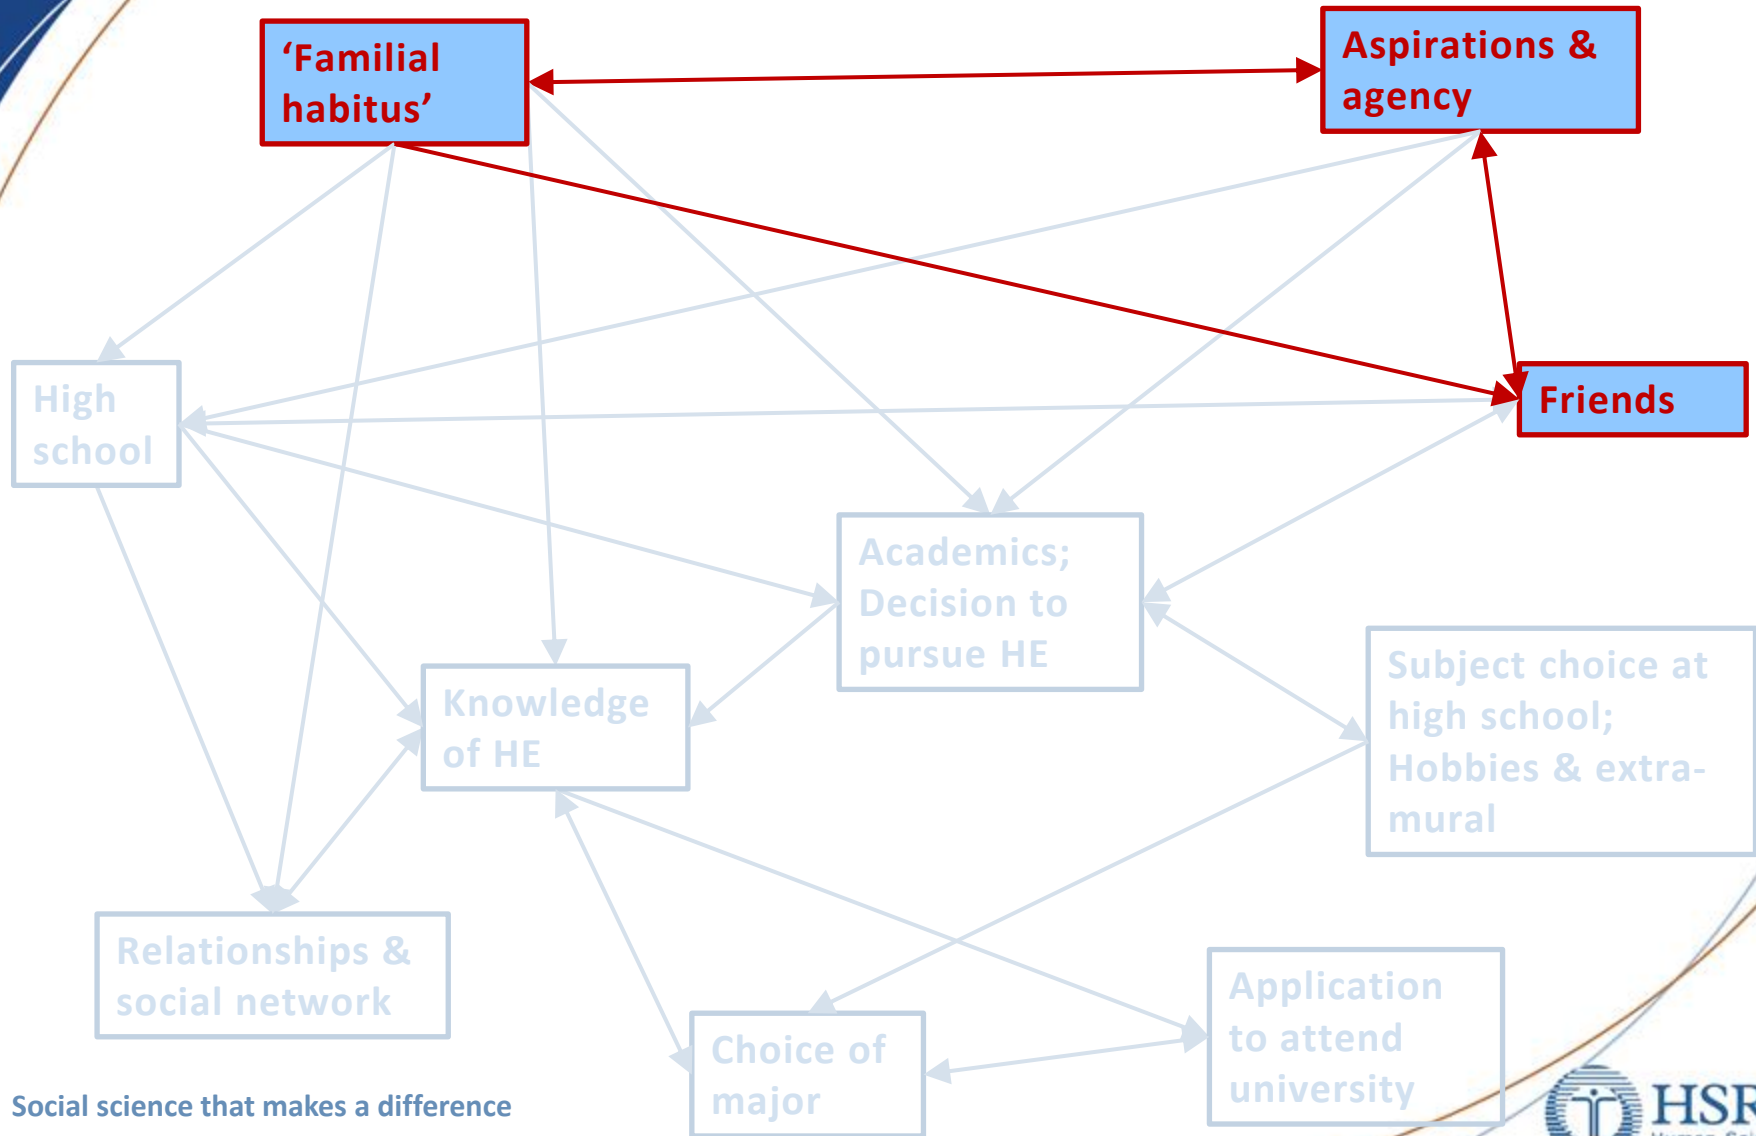 ‘Familial
habitus’
Aspirations &
agency
High
school
Friends
Academics;
Decision to
pursue HE
Knowledge
of HE
Subject choice at
high school;
Hobbies & extra-
mural
Relationships &
social network
Application
to attend
university
Choice of
major
Social science that makes a difference
HSR